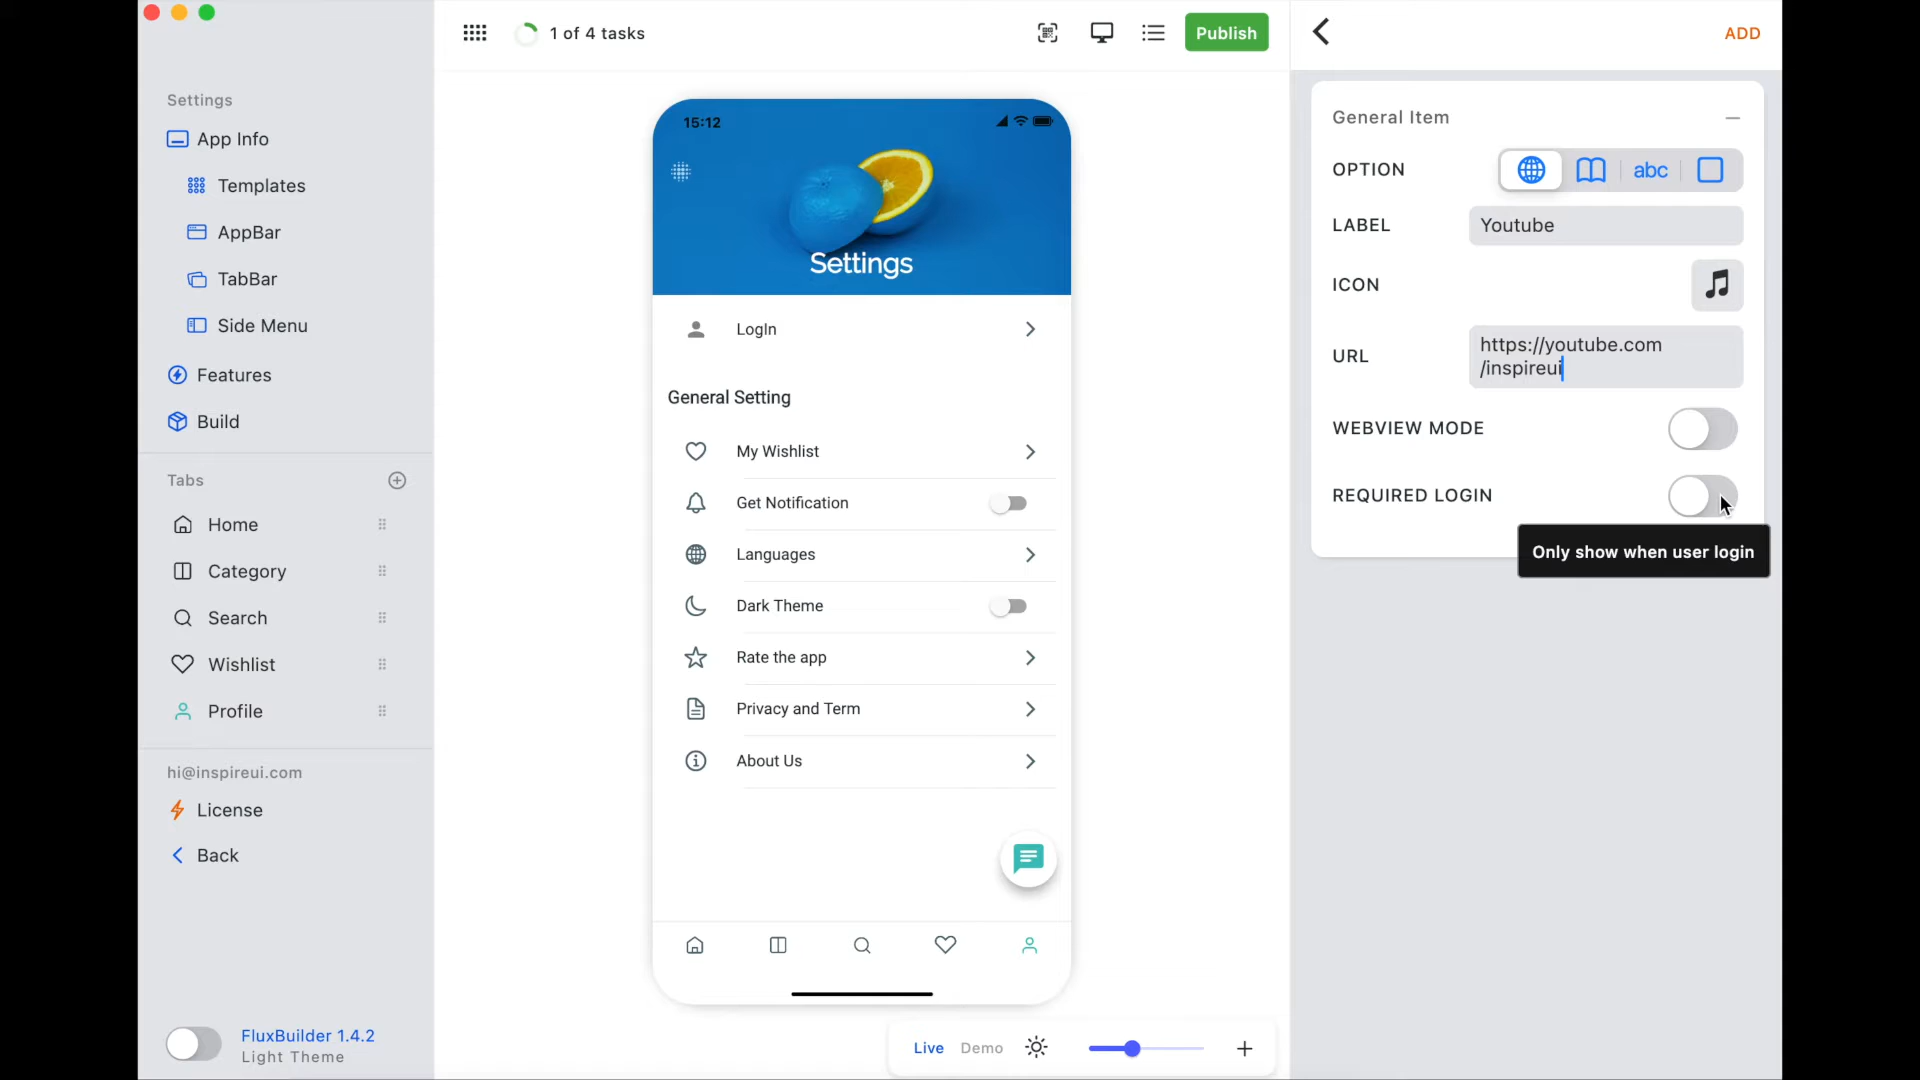 Settings
App Info
Templates
AppBar
TabBar
Side Menu
Features
Build
Tabs
Home
Category
Search
Wishlist
Profile
hi@inspireui.com
License
Back
FluxBuilder 1.4.2
Light Theme
1 of 4 tasks
Publish
15:12
Settings
LogIn
General Setting
My Wishlist
Get Notification
Languages
Dark Theme
Rate the app
Privacy and Term
About Us
Live
Demo
ADD
General Item
OPTION
abc
LABEL
Youtube
ICON
URL
https://youtube.com
/inspireui
WEBVIEW MODE
REQUIRED LOGIN
Only show when user login